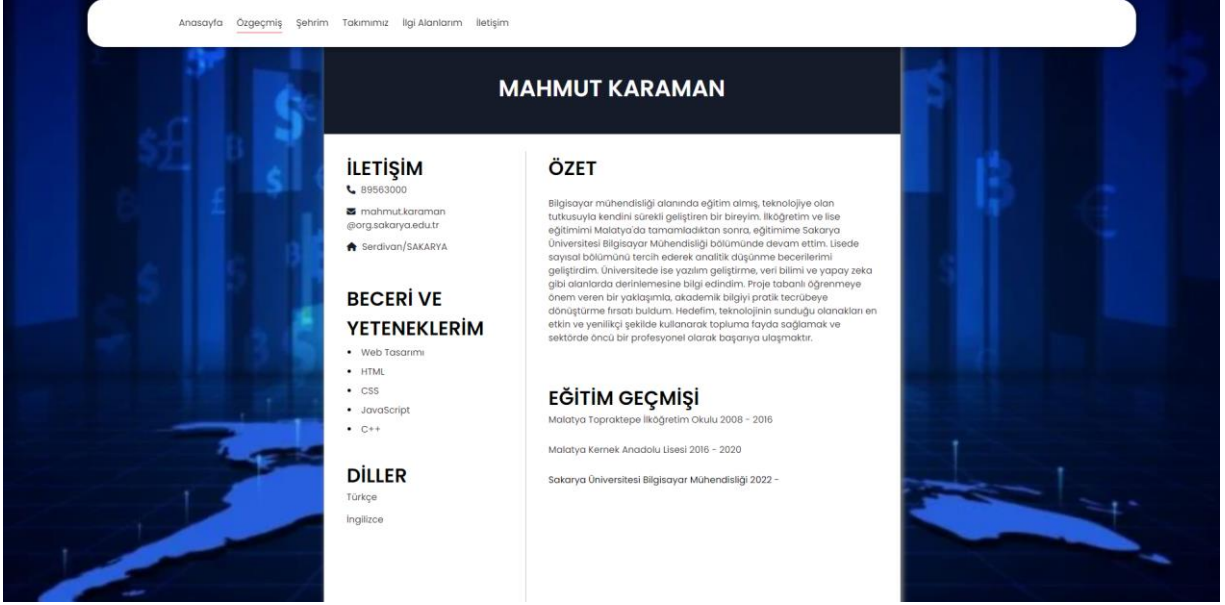 Anasayfa Özgeçmiş Şehrim Takımımız İlgi Alanlarım İletişim
MAHMUT KARAMAN
İLETİŞİM
89563000
mahmut.karaman
@org.sakarya.edu.tr
Serdivan/SAKARYA
BECERİ VE
YETENEKLERİM
• Web Tasarımı
• HTML
• CSS
• JavaScript
• C++
DİLLER
Türkçe
İngilizce
ÖZET
Bilgisayar mühendisliği alanında eğitim almış, teknolojiye olan
tutkusuyla kendini sürekli geliştiren bir bireyim. İlköğretim ve lise
eğitimimi Malatya'da tamamladıktan sonra, eğitimime Sakarya
Üniversitesi Bilgisayar Mühendisliği bölümünde devam ettim. Lisede
sayısal bölümünü tercih ederek analitik düşünme becerilerimi
geliştirdim. Üniversitede ise yazılım geliştirme, veri bilimi ve yapay zeka
gibi alanlarda derinlemesine bilgi edindim. Proje tabanlı öğrenmeye
önem veren bir yaklaşımla, akademik bilgiyi pratik tecrübeye
dönüştürme fırsatı buldum. Hedefim, teknolojinin sunduğu olanakları en
etkin ve yenilikçi şekilde kullanarak topluma fayda sağlamak ve
sektörde öncü bir profesyonel olarak başarıya ulaşmaktır.
EĞİTİM GEÇMİŞİ
Malatya Topraktepe İlköğretim Okulu 2008 - 2016
Malatya Kernek Anadolu Lisesi 2016 - 2020
Sakarya Üniversitesi Bilgisayar Mühendisliği 2022 -